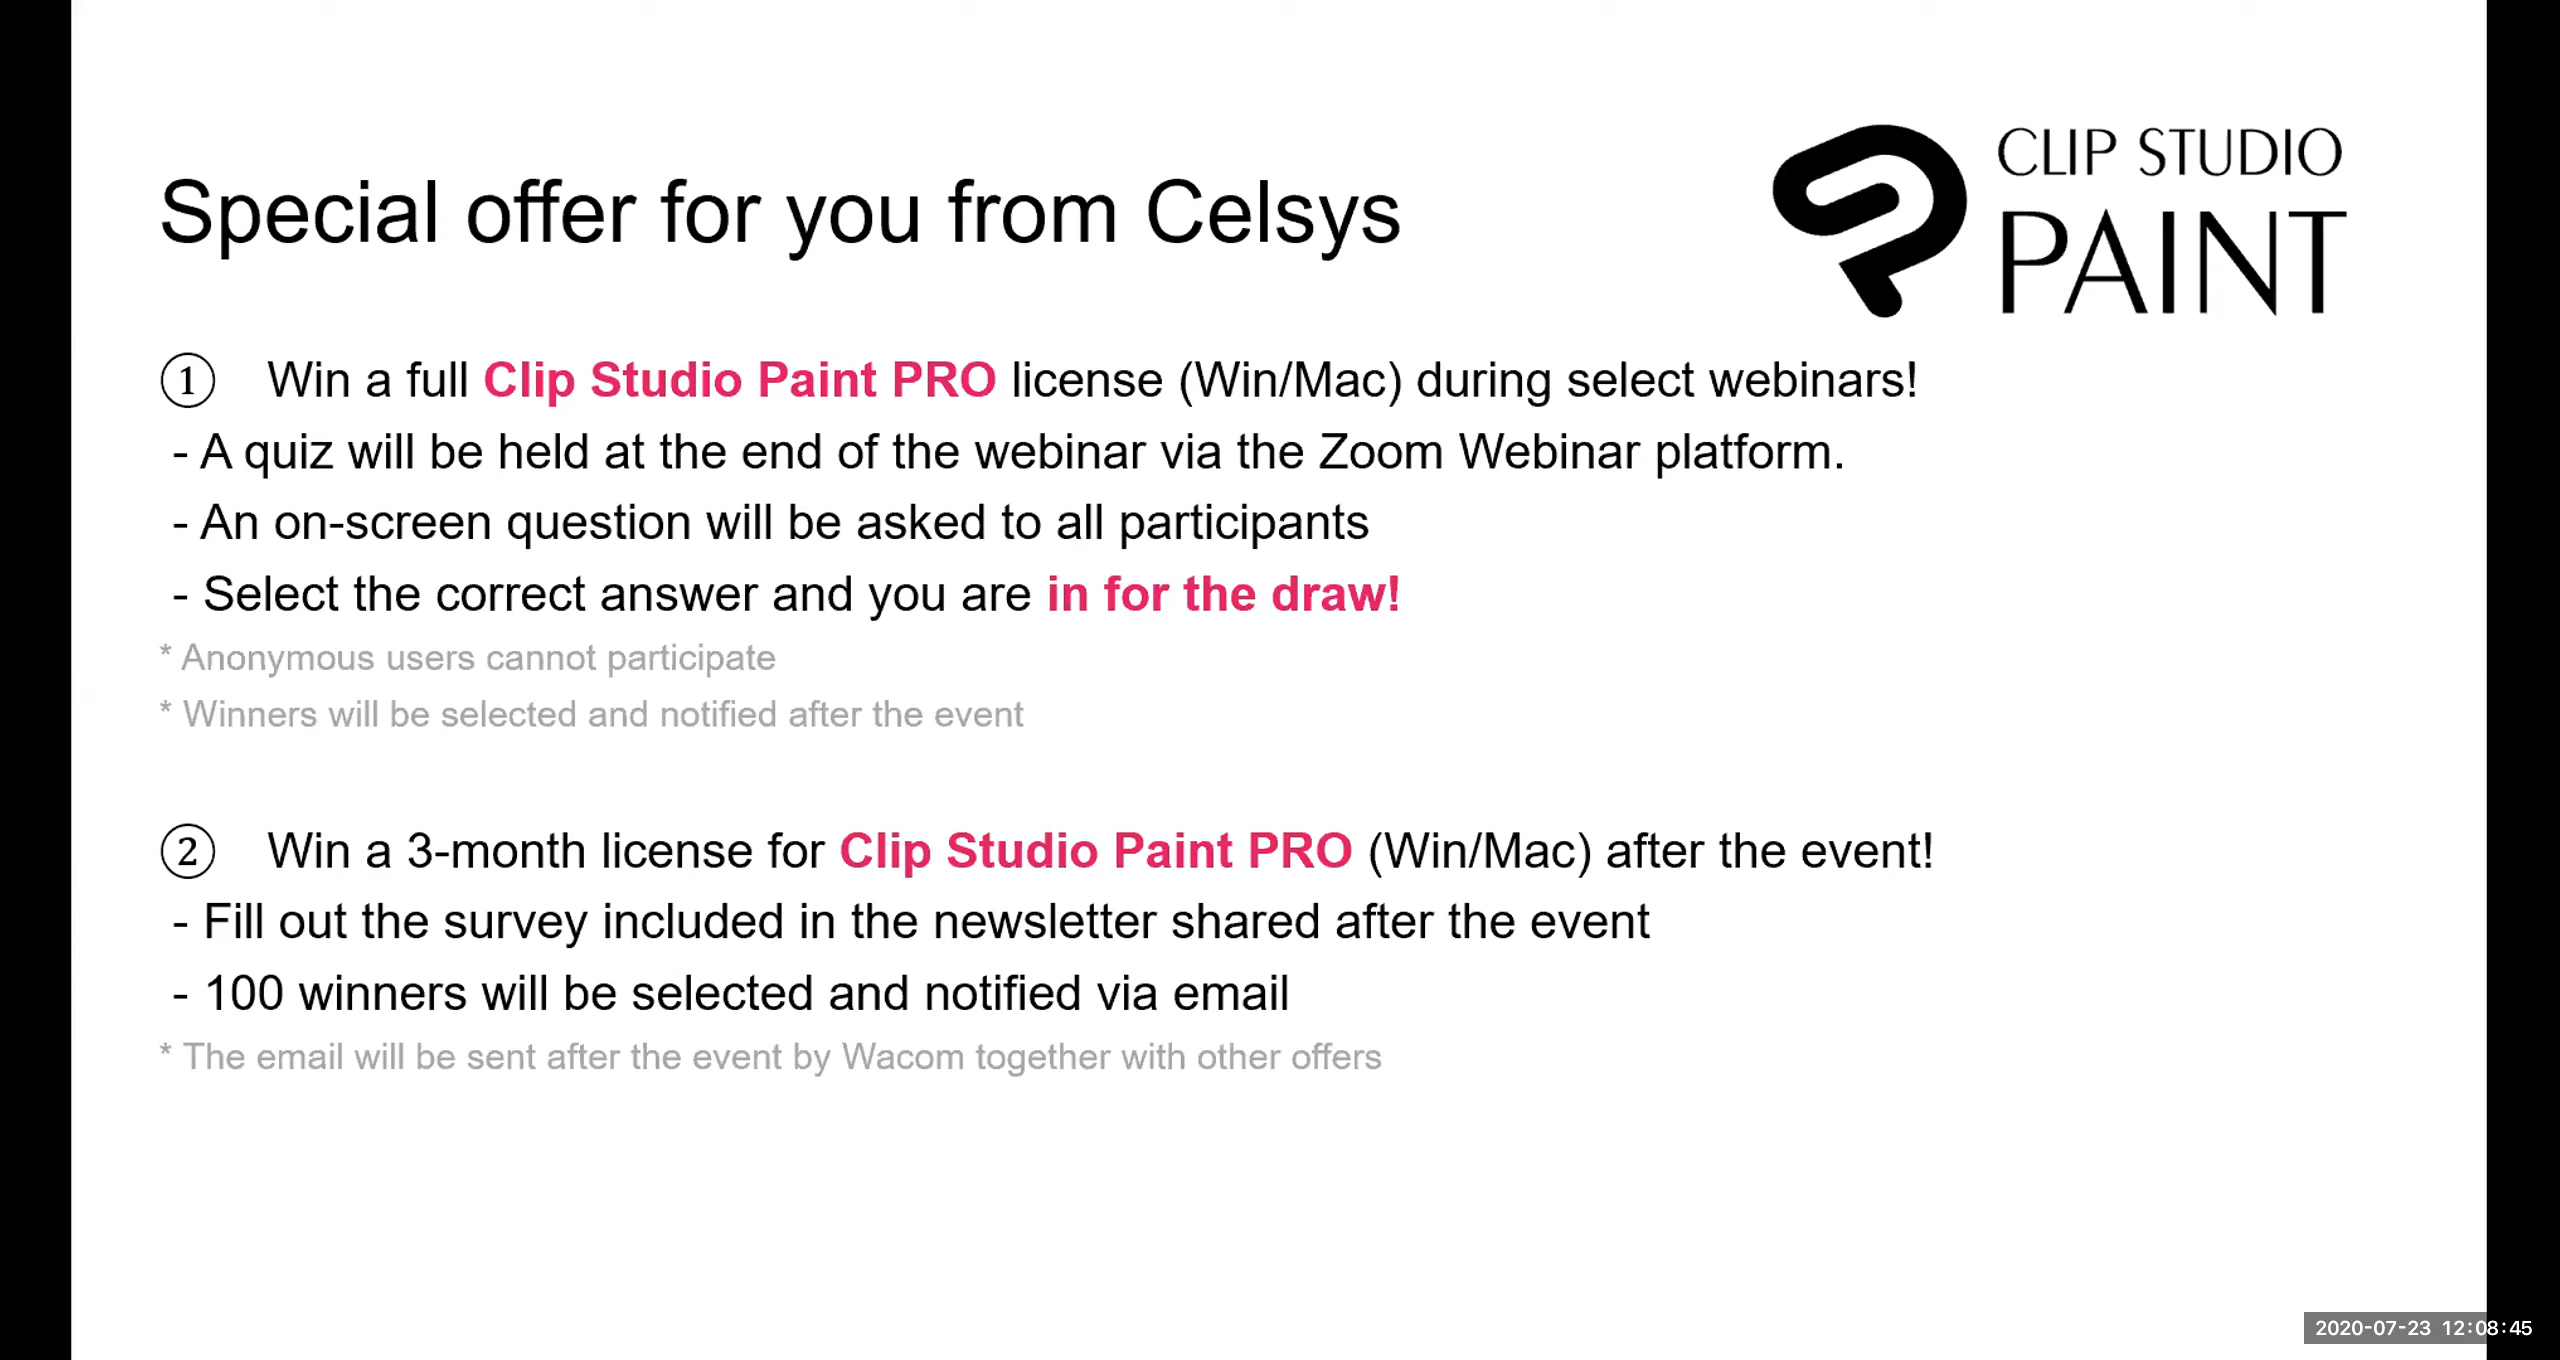 CLIP STUDIO
PAINT
Special offer for you from Celsys
① Win a full Clip Studio Paint PRO license (Win/Mac) during select webinars!
- A quiz will be held at the end of the webinar via the Zoom Webinar platform.
- An on-screen question will be asked to all participants
- Select the correct answer and you are in for the draw!
* Anonymous users cannot participate
* Winners will be selected and notified after the event
② Win a 3-month license for Clip Studio Paint PRO (Win/Mac) after the event!
- Fill out the survey included in the newsletter shared after the event
- 100 winners will be selected and notified via email
* The email will be sent after the event by Wacom together with other offers
2020-07-23 12:08:45